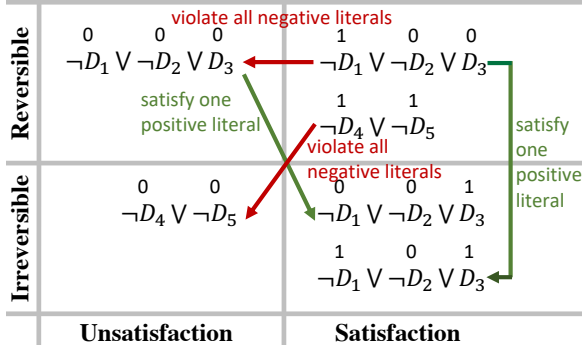 violate all negative literals
Reversible
0 0 0
¬D₁ ∨ ¬D₂ ∨ D₃
1 0 0
¬D₁ ∨ ¬D₂ ∨ D₃
satisfy one
positive literal
1 1
¬D₄ ∨ ¬D₅
satisfy
one
positive
literal
violate all
negative literals
Irreversible
0 0
¬D₄ ∨ ¬D₅
0 0 1
¬D₁ ∨ ¬D₂ ∨ D₃
1 0 1
¬D₁ ∨ ¬D₂ ∨ D₃
Unsatisfaction
Satisfaction